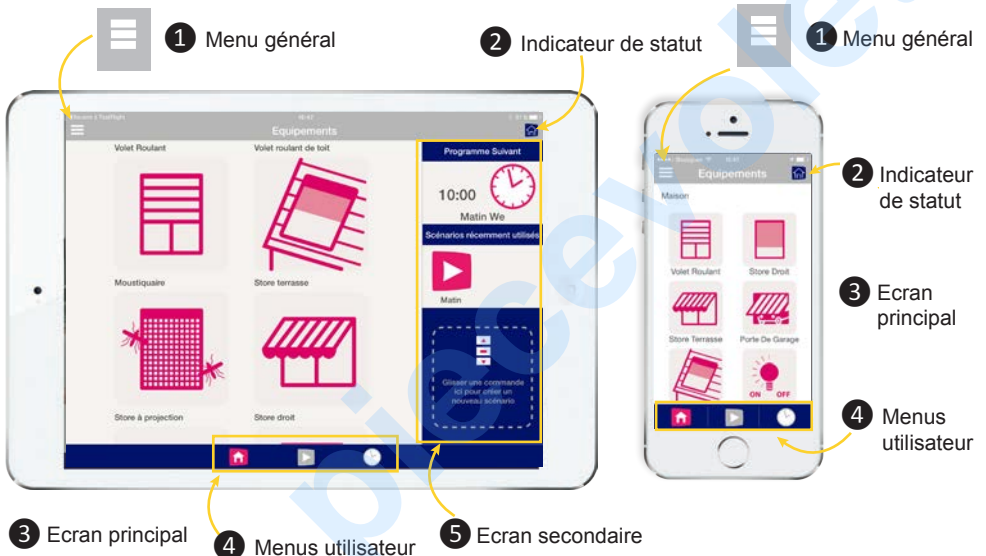 1 Menu général
2 Indicateur de statut
1 Menu général
Retour à TestFlight
Equipements
Volet Roulant
Volet roulant de toit
Moustiquaire
Store terrasse
Store à projection
Store droit
Programme Suivant
10:00
Matin We
Scénarios récemment utilisés
Matin
Glisser une commande
ici pour créer un
nouveau scénario
Equipements
Maison
Volet Roulant
Store Droit
Store Terrasse
Porte De Garage
ON OFF
2 Indicateur
de statut
3 Ecran
principal
4 Menus
utilisateur
3 Ecran principal
4 Menus utilisateur
5 Ecran secondaire